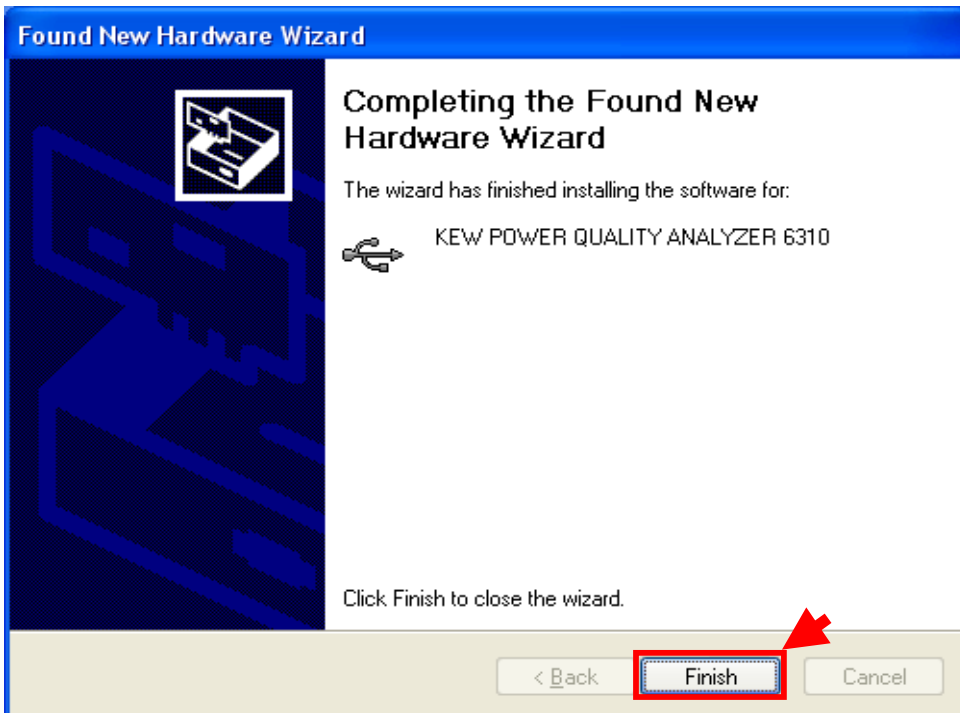 Found New Hardware Wizard
Completing the Found New
Hardware Wizard
The wizard has finished installing the software for:
KEW POWER QUALITY ANALYZER 6310
Click Finish to close the wizard.
< Back
Finish
Cancel